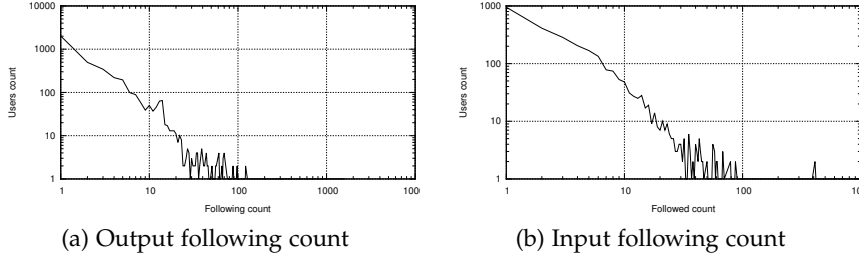 10000
1000
100
10
1
Users count
1 10 100 1000
Following count
(a) Output following count
1000
100
10
1
Users count
1 10 100
Followed count
(b) Input following count